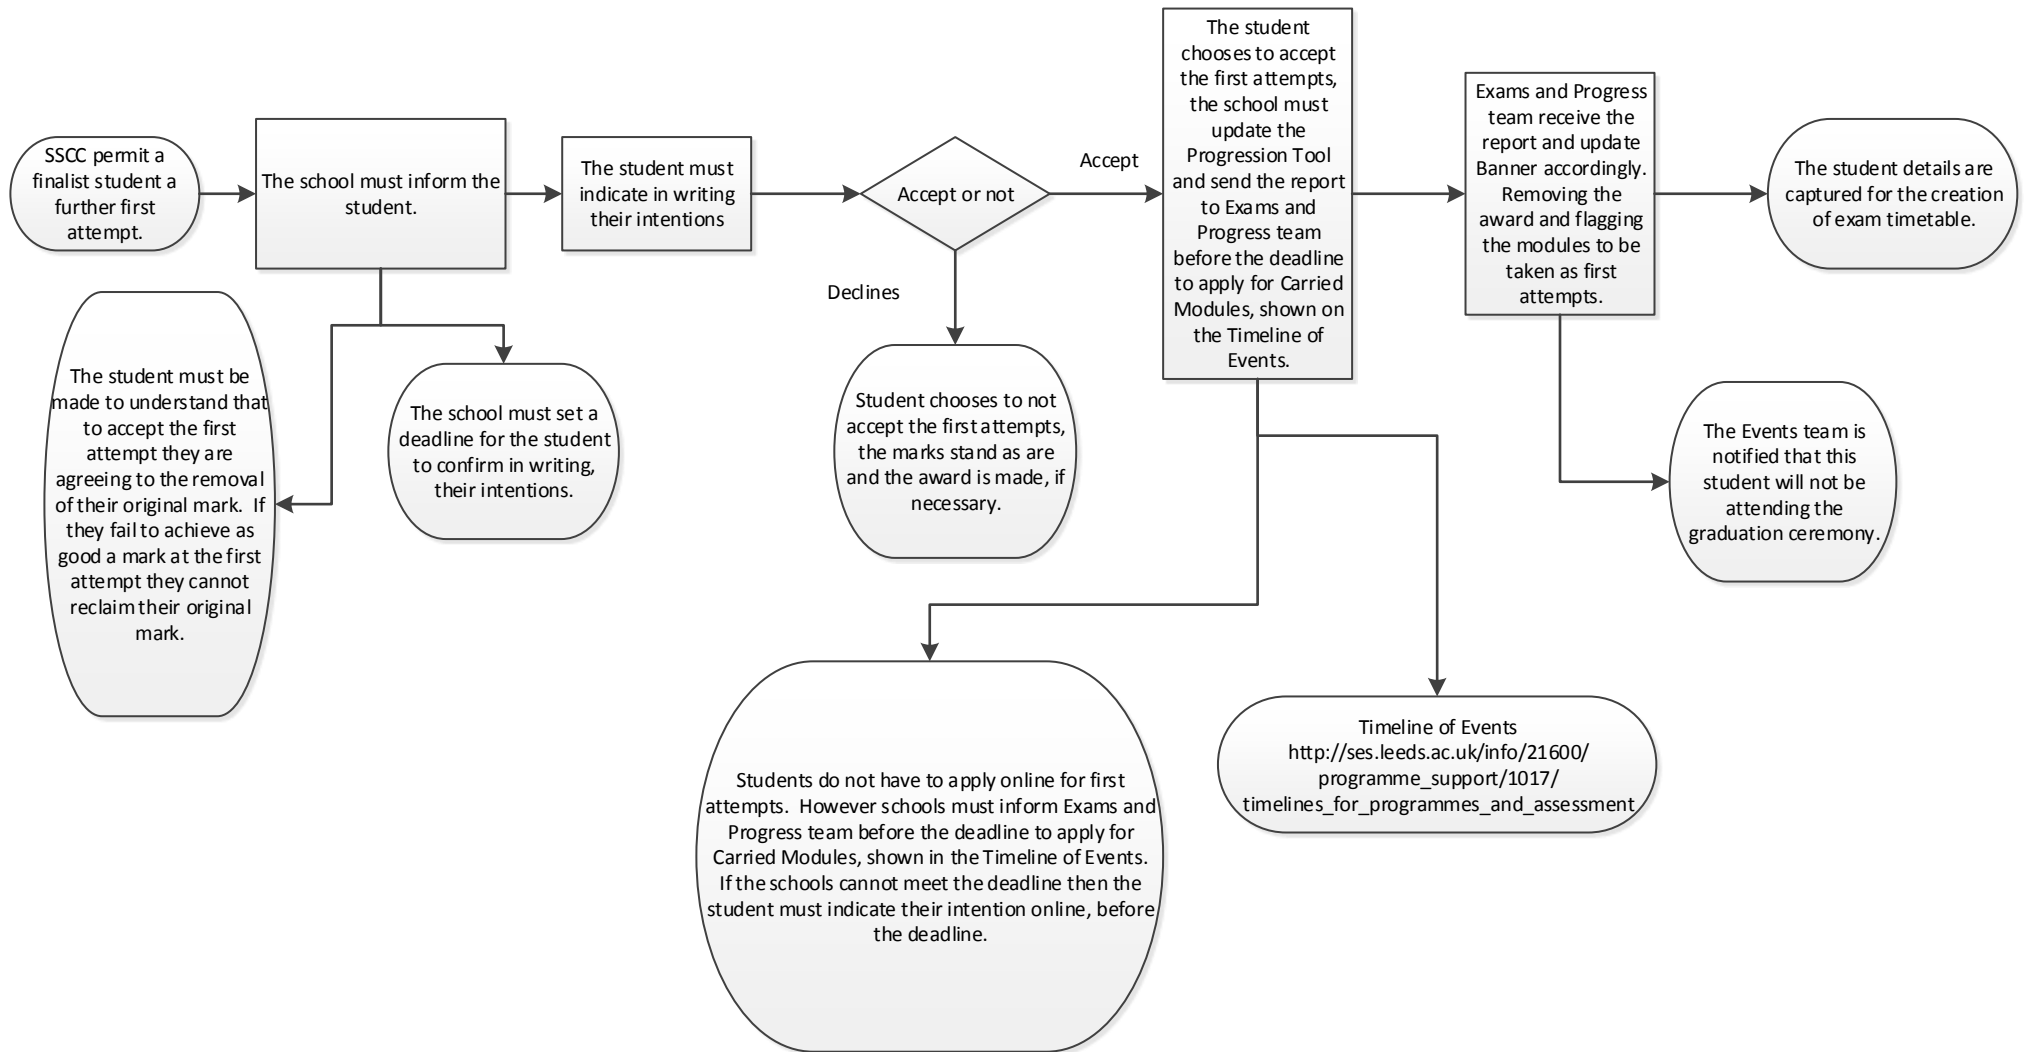 SSCC permit a
finalist student a
further first
attempt.
The school must inform the
student.
The student must
indicate in writing
their intentions
Accept or not
Accept
Declines
The student
chooses to accept
the first attempts,
the school must
update the
Progression Tool
and send the report
to Exams and
Progress team
before the deadline
to apply for Carried
Modules, shown on
the Timeline of
Events.
Exams and Progress
team receive the
report and update
Banner accordingly.
Removing the
award and flagging
the modules to be
taken as first
attempts.
The student details are
captured for the creation
of exam timetable.
The student must be
made to understand that
to accept the first
attempt they are
agreeing to the removal
of their original mark.  If
they fail to achieve as
good a mark at the first
attempt they cannot
reclaim their original
mark.
The school must set a
deadline for the student
to confirm in writing,
their intentions.
Student chooses to not
accept the first attempts,
the marks stand as are
and the award is made, if
necessary.
The Events team is
notified that this
student will not be
attending the
graduation ceremony.
Students do not have to apply online for first
attempts.  However schools must inform Exams and
Progress team before the deadline to apply for
Carried Modules, shown in the Timeline of Events.
If the schools cannot meet the deadline then the
student must indicate their intention online, before
the deadline.
Timeline of Events
http://ses.leeds.ac.uk/info/21600/
programme_support/1017/
timelines_for_programmes_and_assessment